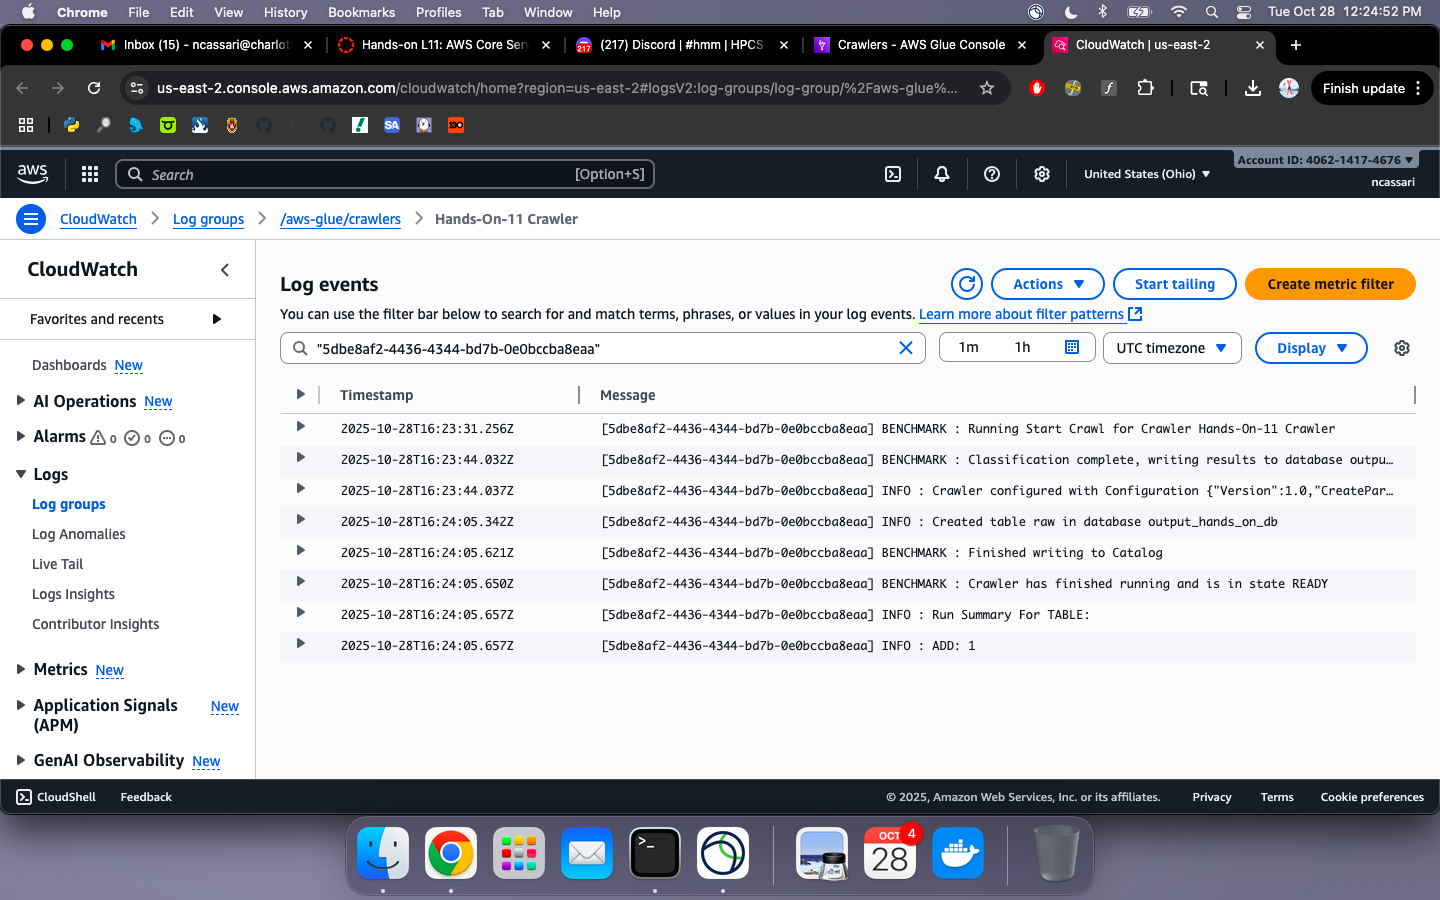 Chrome File Edit View History Bookmarks Profiles Tab Window Help Tue Oct 28 12:24:52 PM
Inbox (15) - ncassari@charlot Hands-on L11: AWS Core Serv (217) Discord | #hmm | HPCS Crawlers - AWS Glue Console CloudWatch | us-east-2
217
us-east-2.console.aws.amazon.com/cloudwatch/home?region=us-east-2#logsV2:log-groups/log-group/%2Faws-glue%... Finish update
SA
130
aws Search [Option+S] United States (Ohio) Account ID: 4062-1417-4676
ncassari
CloudWatch Log groups /aws-glue/crawlers Hands-On-11 Crawler
CloudWatch
Favorites and recents
Dashboards New
AI Operations New
Alarms 0 0 0
Logs
Log groups
Log Anomalies
Live Tail
Logs Insights
Contributor Insights
Metrics New
Application Signals (APM) New
GenAI Observability New
Log events Actions Start tailing Create metric filter
You can use the filter bar below to search for and match terms, phrases, or values in your log events. Learn more about filter patterns
"5dbe8af2-4436-4344-bd7b-0e0bccba8eaa" 1m 1h UTC timezone Display
Timestamp Message
2025-10-28T16:23:31.256Z [5dbe8af2-4436-4344-bd7b-0e0bccba8eaa] BENCHMARK : Running Start Crawl for Crawler Hands-On-11 Crawler
2025-10-28T16:23:44.032Z [5dbe8af2-4436-4344-bd7b-0e0bccba8eaa] BENCHMARK : Classification complete, writing results to database outpu…
2025-10-28T16:23:44.037Z [5dbe8af2-4436-4344-bd7b-0e0bccba8eaa] INFO : Crawler configured with Configuration {"Version":1.0,"CreatePar…
2025-10-28T16:24:05.342Z [5dbe8af2-4436-4344-bd7b-0e0bccba8eaa] INFO : Created table raw in database output_hands_on_db
2025-10-28T16:24:05.621Z [5dbe8af2-4436-4344-bd7b-0e0bccba8eaa] BENCHMARK : Finished writing to Catalog
2025-10-28T16:24:05.650Z [5dbe8af2-4436-4344-bd7b-0e0bccba8eaa] BENCHMARK : Crawler has finished running and is in state READY
2025-10-28T16:24:05.657Z [5dbe8af2-4436-4344-bd7b-0e0bccba8eaa] INFO : Run Summary For TABLE:
2025-10-28T16:24:05.657Z [5dbe8af2-4436-4344-bd7b-0e0bccba8eaa] INFO : ADD: 1
CloudShell Feedback © 2025, Amazon Web Services, Inc. or its affiliates. Privacy Terms Cookie preferences
OCT 4
28